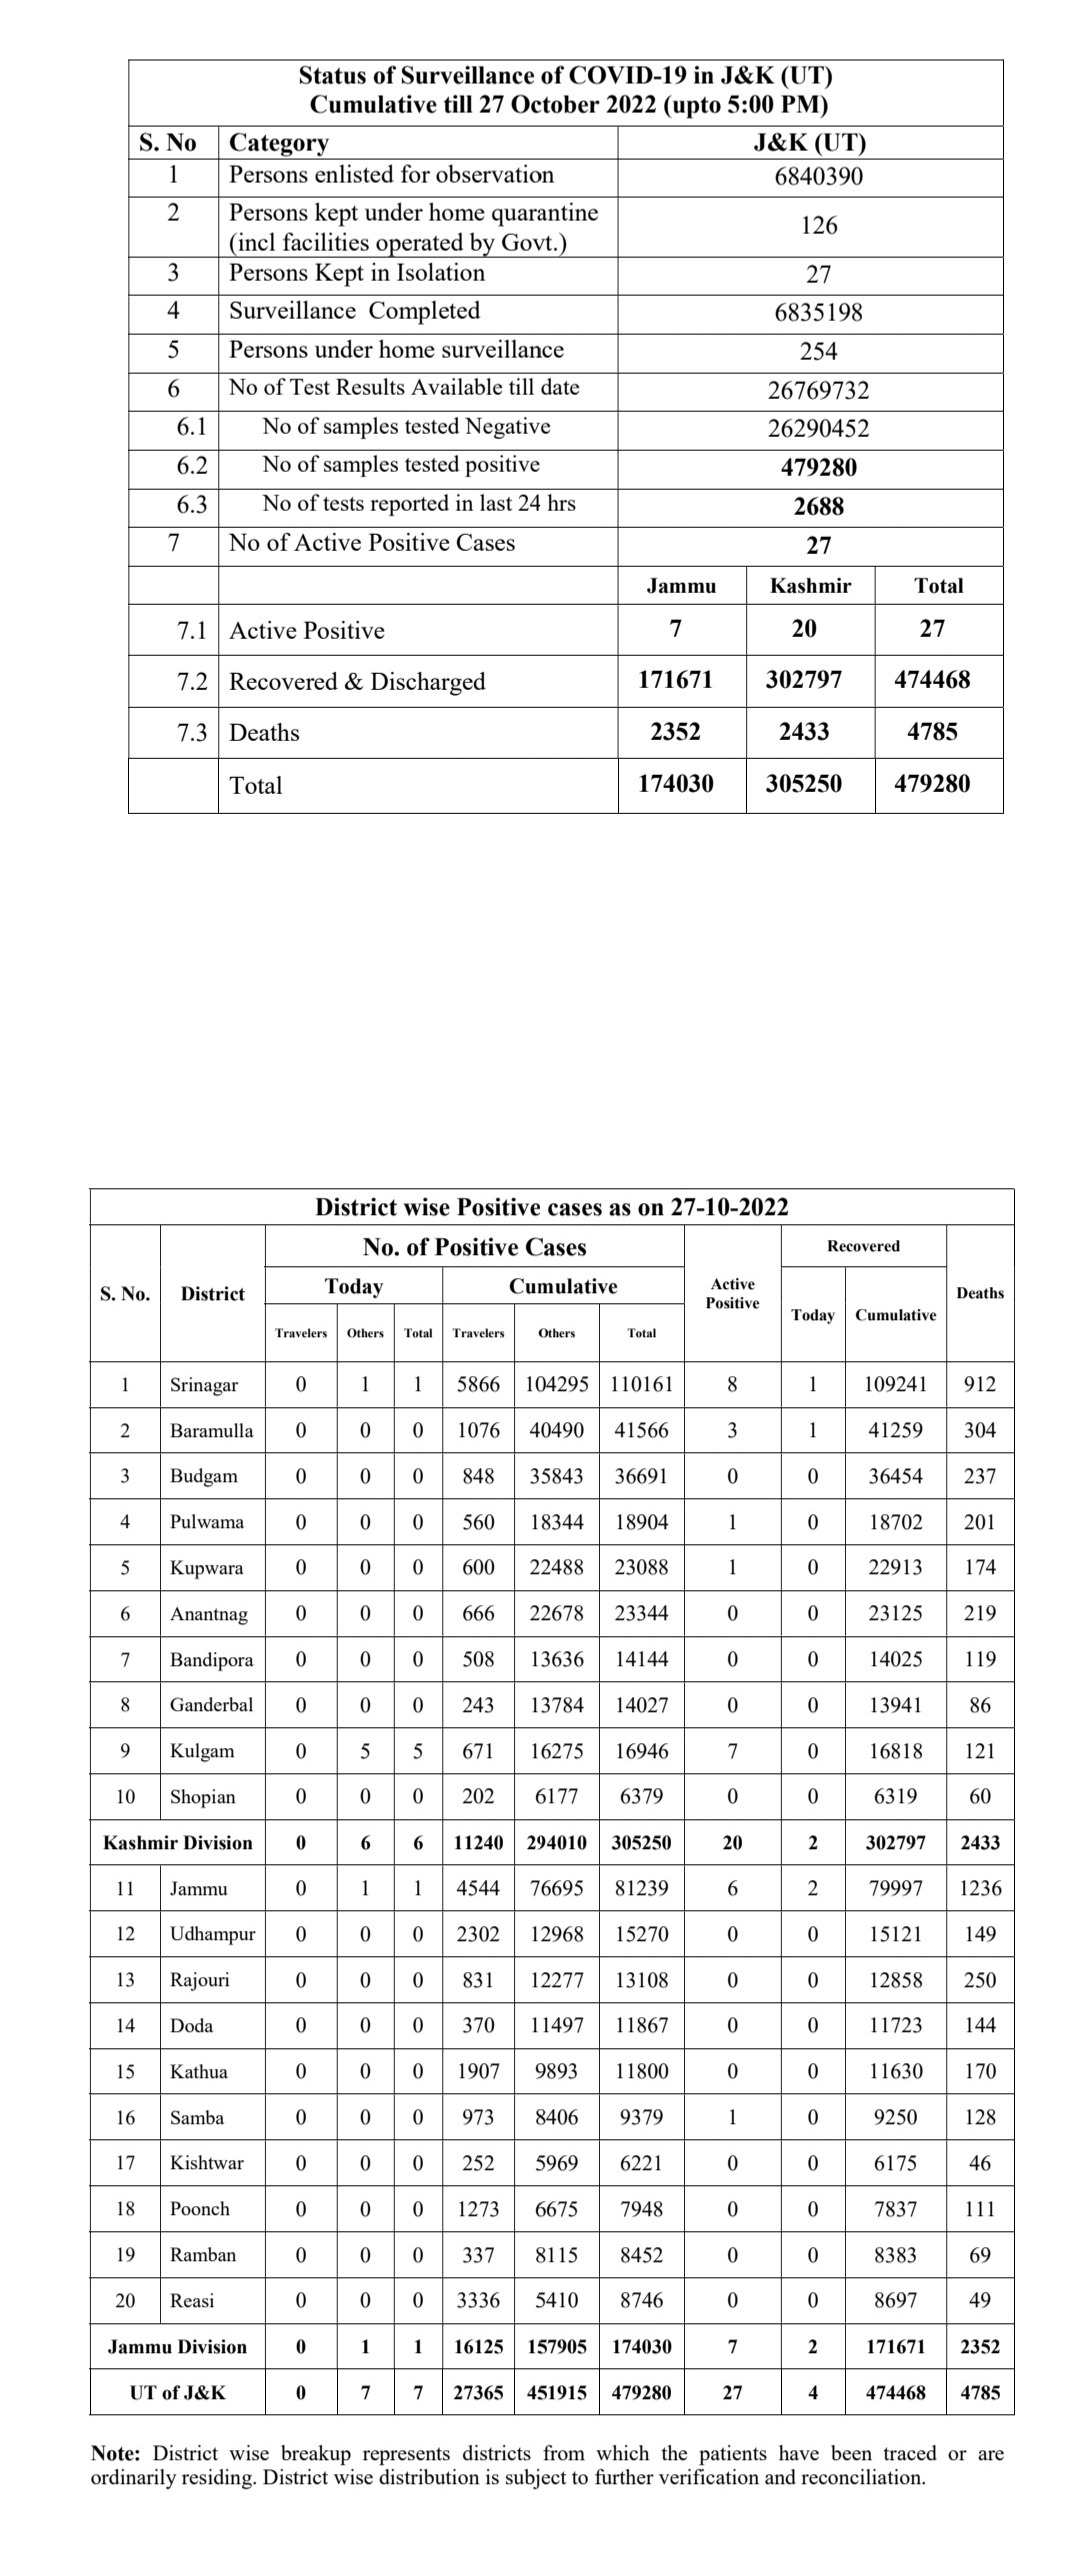 Status of Surveillance of COVID-19 in J&K (UT)
Cumulative till 27 October 2022 (upto 5:00 PM)
S. No Category J&K (UT)
1 Persons enlisted for observation 6840390
2 Persons kept under home quarantine
(incl facilities operated by Govt.) 126
3 Persons Kept in Isolation 27
4 Surveillance Completed 6835198
5 Persons under home surveillance 254
6 No of Test Results Available till date 26769732
6.1 No of samples tested Negative 26290452
6.2 No of samples tested positive 479280
6.3 No of tests reported in last 24 hrs 2688
7 No of Active Positive Cases 27
Jammu Kashmir Total
7.1 Active Positive 7 20 27
7.2 Recovered & Discharged 171671 302797 474468
7.3 Deaths 2352 2433 4785
Total 174030 305250 479280
District wise Positive cases as on 27-10-2022
S. No. District No. of Positive Cases Active
Positive Recovered Deaths
Today Cumulative Today Cumulative
Travelers Others Total Travelers Others Total
1 Srinagar 0 1 1 5866 104295 110161 8 1 109241 912
2 Baramulla 0 0 0 1076 40490 41566 3 1 41259 304
3 Budgam 0 0 0 848 35843 36691 0 0 36454 237
4 Pulwama 0 0 0 560 18344 18904 1 0 18702 201
5 Kupwara 0 0 0 600 22488 23088 1 0 22913 174
6 Anantnag 0 0 0 666 22678 23344 0 0 23125 219
7 Bandipora 0 0 0 508 13636 14144 0 0 14025 119
8 Ganderbal 0 0 0 243 13784 14027 0 0 13941 86
9 Kulgam 0 5 5 671 16275 16946 7 0 16818 121
10 Shopian 0 0 0 202 6177 6379 0 0 6319 60
Kashmir Division 0 6 6 11240 294010 305250 20 2 302797 2433
11 Jammu 0 1 1 4544 76695 81239 6 2 79997 1236
12 Udhampur 0 0 0 2302 12968 15270 0 0 15121 149
13 Rajouri 0 0 0 831 12277 13108 0 0 12858 250
14 Doda 0 0 0 370 11497 11867 0 0 11723 144
15 Kathua 0 0 0 1907 9893 11800 0 0 11630 170
16 Samba 0 0 0 973 8406 9379 1 0 9250 128
17 Kishtwar 0 0 0 252 5969 6221 0 0 6175 46
18 Poonch 0 0 0 1273 6675 7948 0 0 7837 111
19 Ramban 0 0 0 337 8115 8452 0 0 8383 69
20 Reasi 0 0 0 3336 5410 8746 0 0 8697 49
Jammu Division 0 1 1 16125 157905 174030 7 2 171671 2352
UT of J&K 0 7 7 27365 451915 479280 27 4 474468 4785
Note: District wise breakup represents districts from which the patients have been traced or are
ordinarily residing. District wise distribution is subject to further verification and reconciliation.